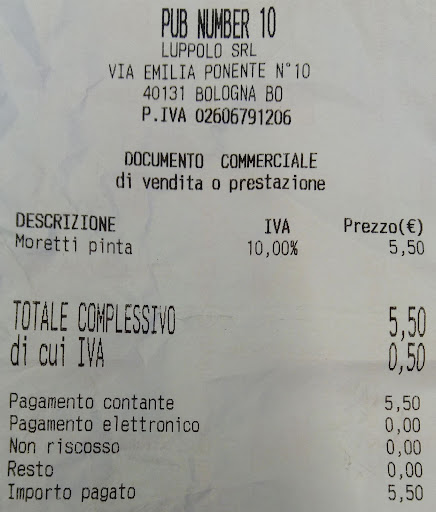 PUB NUMBER 10
LUPPOLO SRL
VIA EMILIA PONENTE N°10
40131 BOLOGNA BO
P.IVA 02606791206
DOCUMENTO COMMERCIALE
di vendita o prestazione
DESCRIZIONE IVA Prezzo(€)
Moretti pinta 10,00% 5,50
TOTALE COMPLESSIVO 5,50
di cui IVA 0,50
Pagamento contante 5,50
Pagamento elettronico 0,00
Non riscosso 0,00
Resto 0,00
Importo pagato 5,50